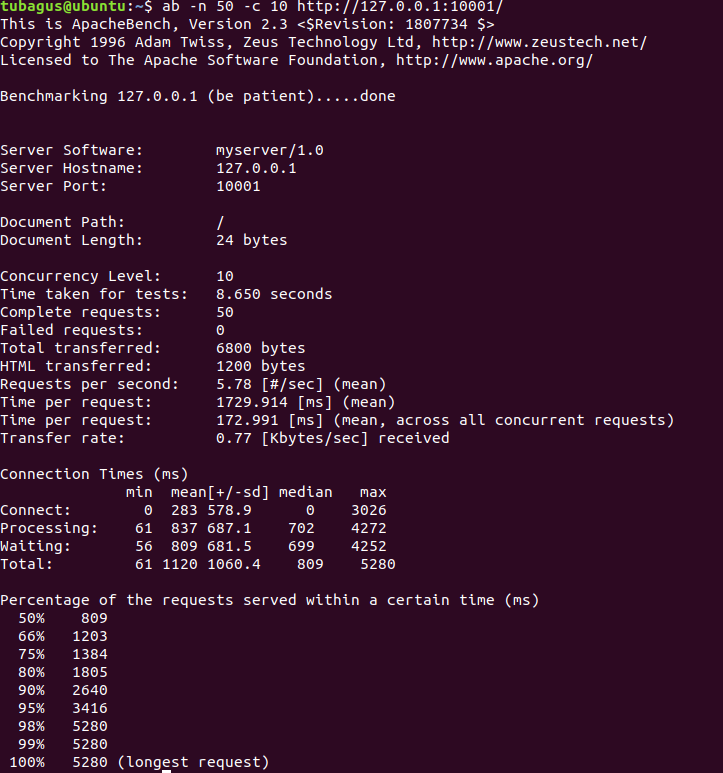 tubagus@ubuntu:~$ ab -n 50 -c 10 http://127.0.0.1:10001/
This is ApacheBench, Version 2.3 <$Revision: 1807734 $>
Copyright 1996 Adam Twiss, Zeus Technology Ltd, http://www.zeustech.net/
Licensed to The Apache Software Foundation, http://www.apache.org/

Benchmarking 127.0.0.1 (be patient).....done


Server Software:        myserver/1.0
Server Hostname:        127.0.0.1
Server Port:            10001

Document Path:          /
Document Length:        24 bytes

Concurrency Level:      10
Time taken for tests:   8.650 seconds
Complete requests:      50
Failed requests:        0
Total transferred:      6800 bytes
HTML transferred:       1200 bytes
Requests per second:    5.78 [#/sec] (mean)
Time per request:       1729.914 [ms] (mean)
Time per request:       172.991 [ms] (mean, across all concurrent requests)
Transfer rate:          0.77 [Kbytes/sec] received

Connection Times (ms)
              min  mean[+/-sd] median   max
Connect:        0  283 578.9      0    3026
Processing:    61  837 687.1    702    4272
Waiting:       56  809 681.5    699    4252
Total:         61 1120 1060.4    809    5280

Percentage of the requests served within a certain time (ms)
  50%    809
  66%   1203
  75%   1384
  80%   1805
  90%   2640
  95%   3416
  98%   5280
  99%   5280
 100%   5280 (longest request)